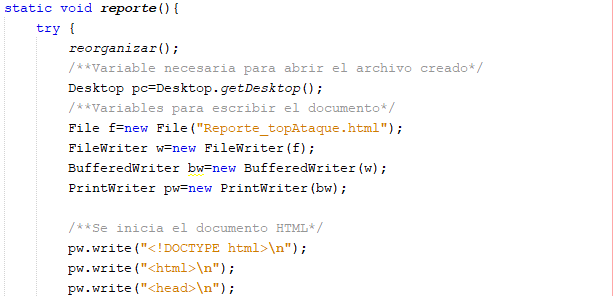 static void reporte(){
try {
reorganizar();
/**Variable necesaria para abrir el archivo creado*/
Desktop pc=Desktop.getDesktop();
/**Variables para escribir el documento*/
File f=new File("Reporte_topAtaque.html");
FileWriter w=new FileWriter(f);
BufferedWriter bw=new BufferedWriter(w);
PrintWriter pw=new PrintWriter(bw);
/**Se inicia el documento HTML*/
pw.write("<!DOCTYPE html>\n");
pw.write("<html>\n");
pw.write("<head>\n");